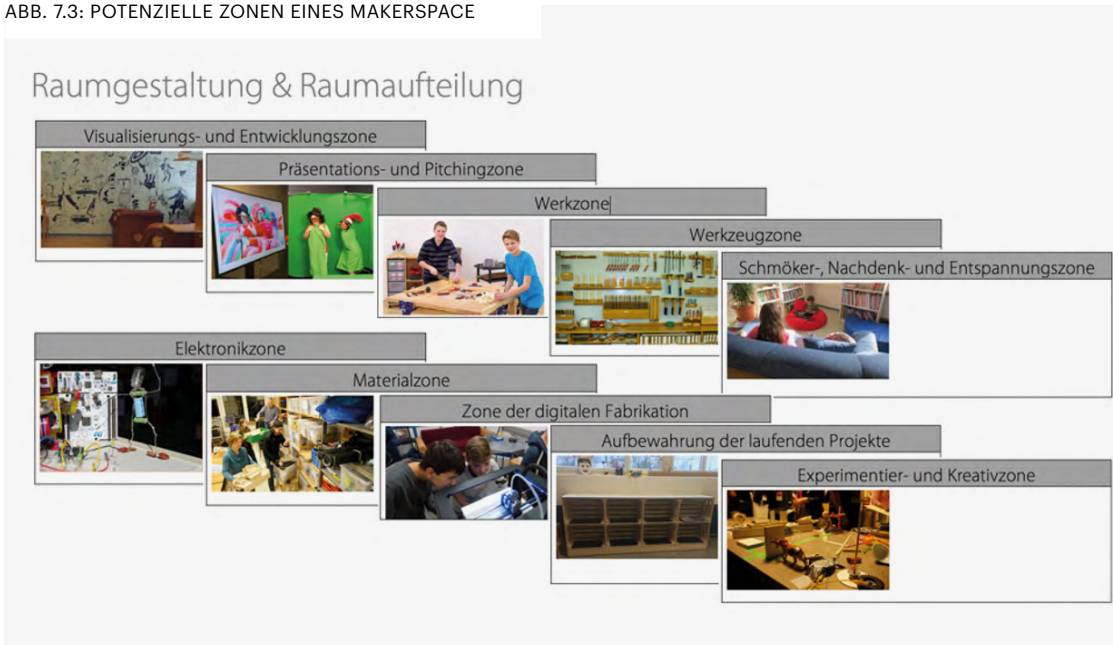 ABB. 7.3: POTENZIELLE ZONEN EINES MAKERSPACE
Raumgestaltung & Raumaufteilung
Visualisierungs- und Entwicklungszone
Präsentations- und Pitchingzone
Werkzone
Werkzeugzone
Schmöker-, Nachdenk- und Entspannungszone
Elektronikzone
Materialzone
Zone der digitalen Fabrikation
Aufbewahrung der laufenden Projekte
Experimentier- und Kreativzone